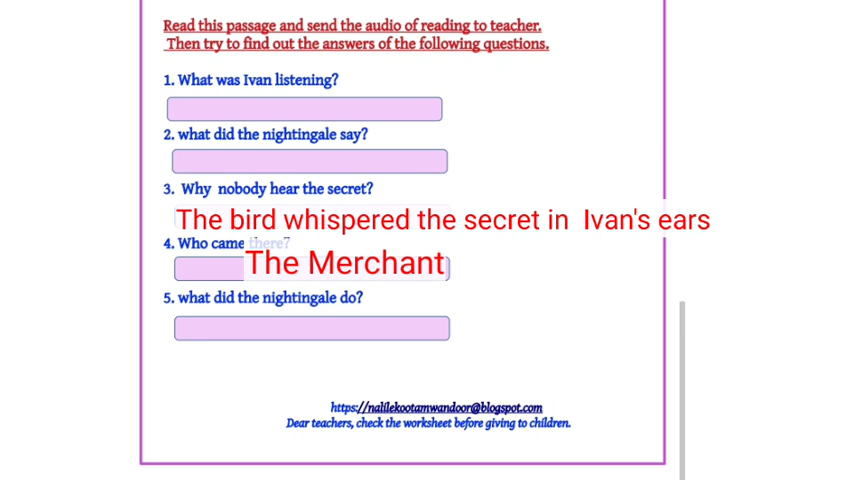 Read this passage and send the audio of reading to teacher.
Then try to find out the answers of the following questions.
1. What was Ivan listening?
2. what did the nightingale say?
3. Why nobody hear the secret?
The bird whispered the secret in Ivan's ears
4. Who came there?
The Merchant
5. what did the nightingale do?
https://nalilekootamwandoor@blogspot.com
Dear teachers, check the worksheet before giving to children.